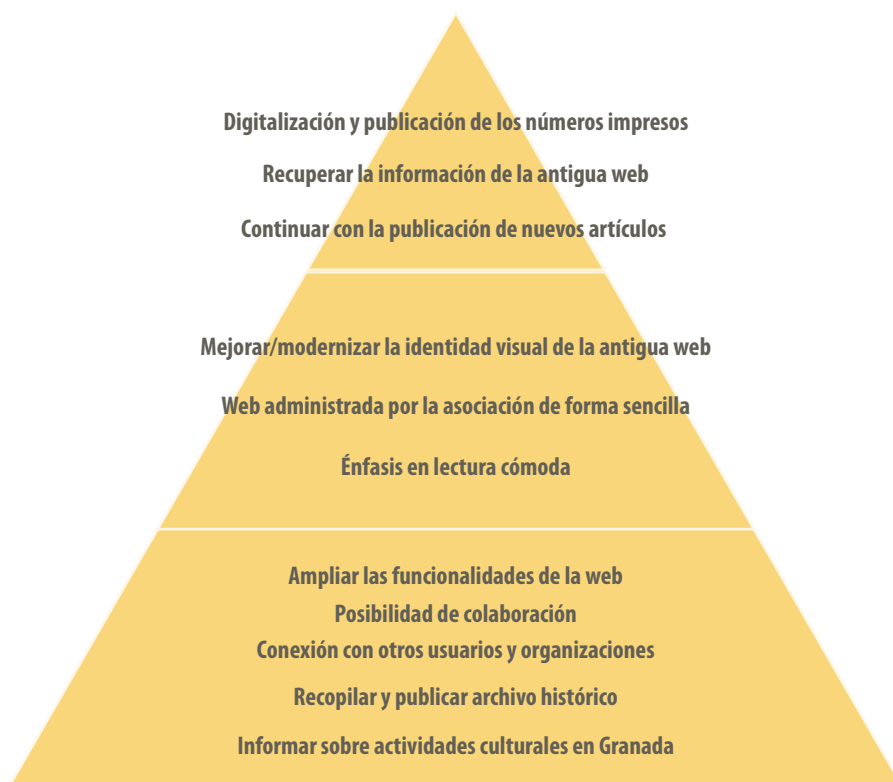 Digitalización y publicación de los números impresos
Recuperar la información de la antigua web
Continuar con la publicación de nuevos artículos
Mejorar/modernizar la identidad visual de la antigua web
Web administrada por la asociación de forma sencilla
Énfasis en lectura cómoda
Ampliar las funcionalidades de la web
Posibilidad de colaboración
Conexión con otros usuarios y organizaciones
Recopilar y publicar archivo histórico
Informar sobre actividades culturales en Granada